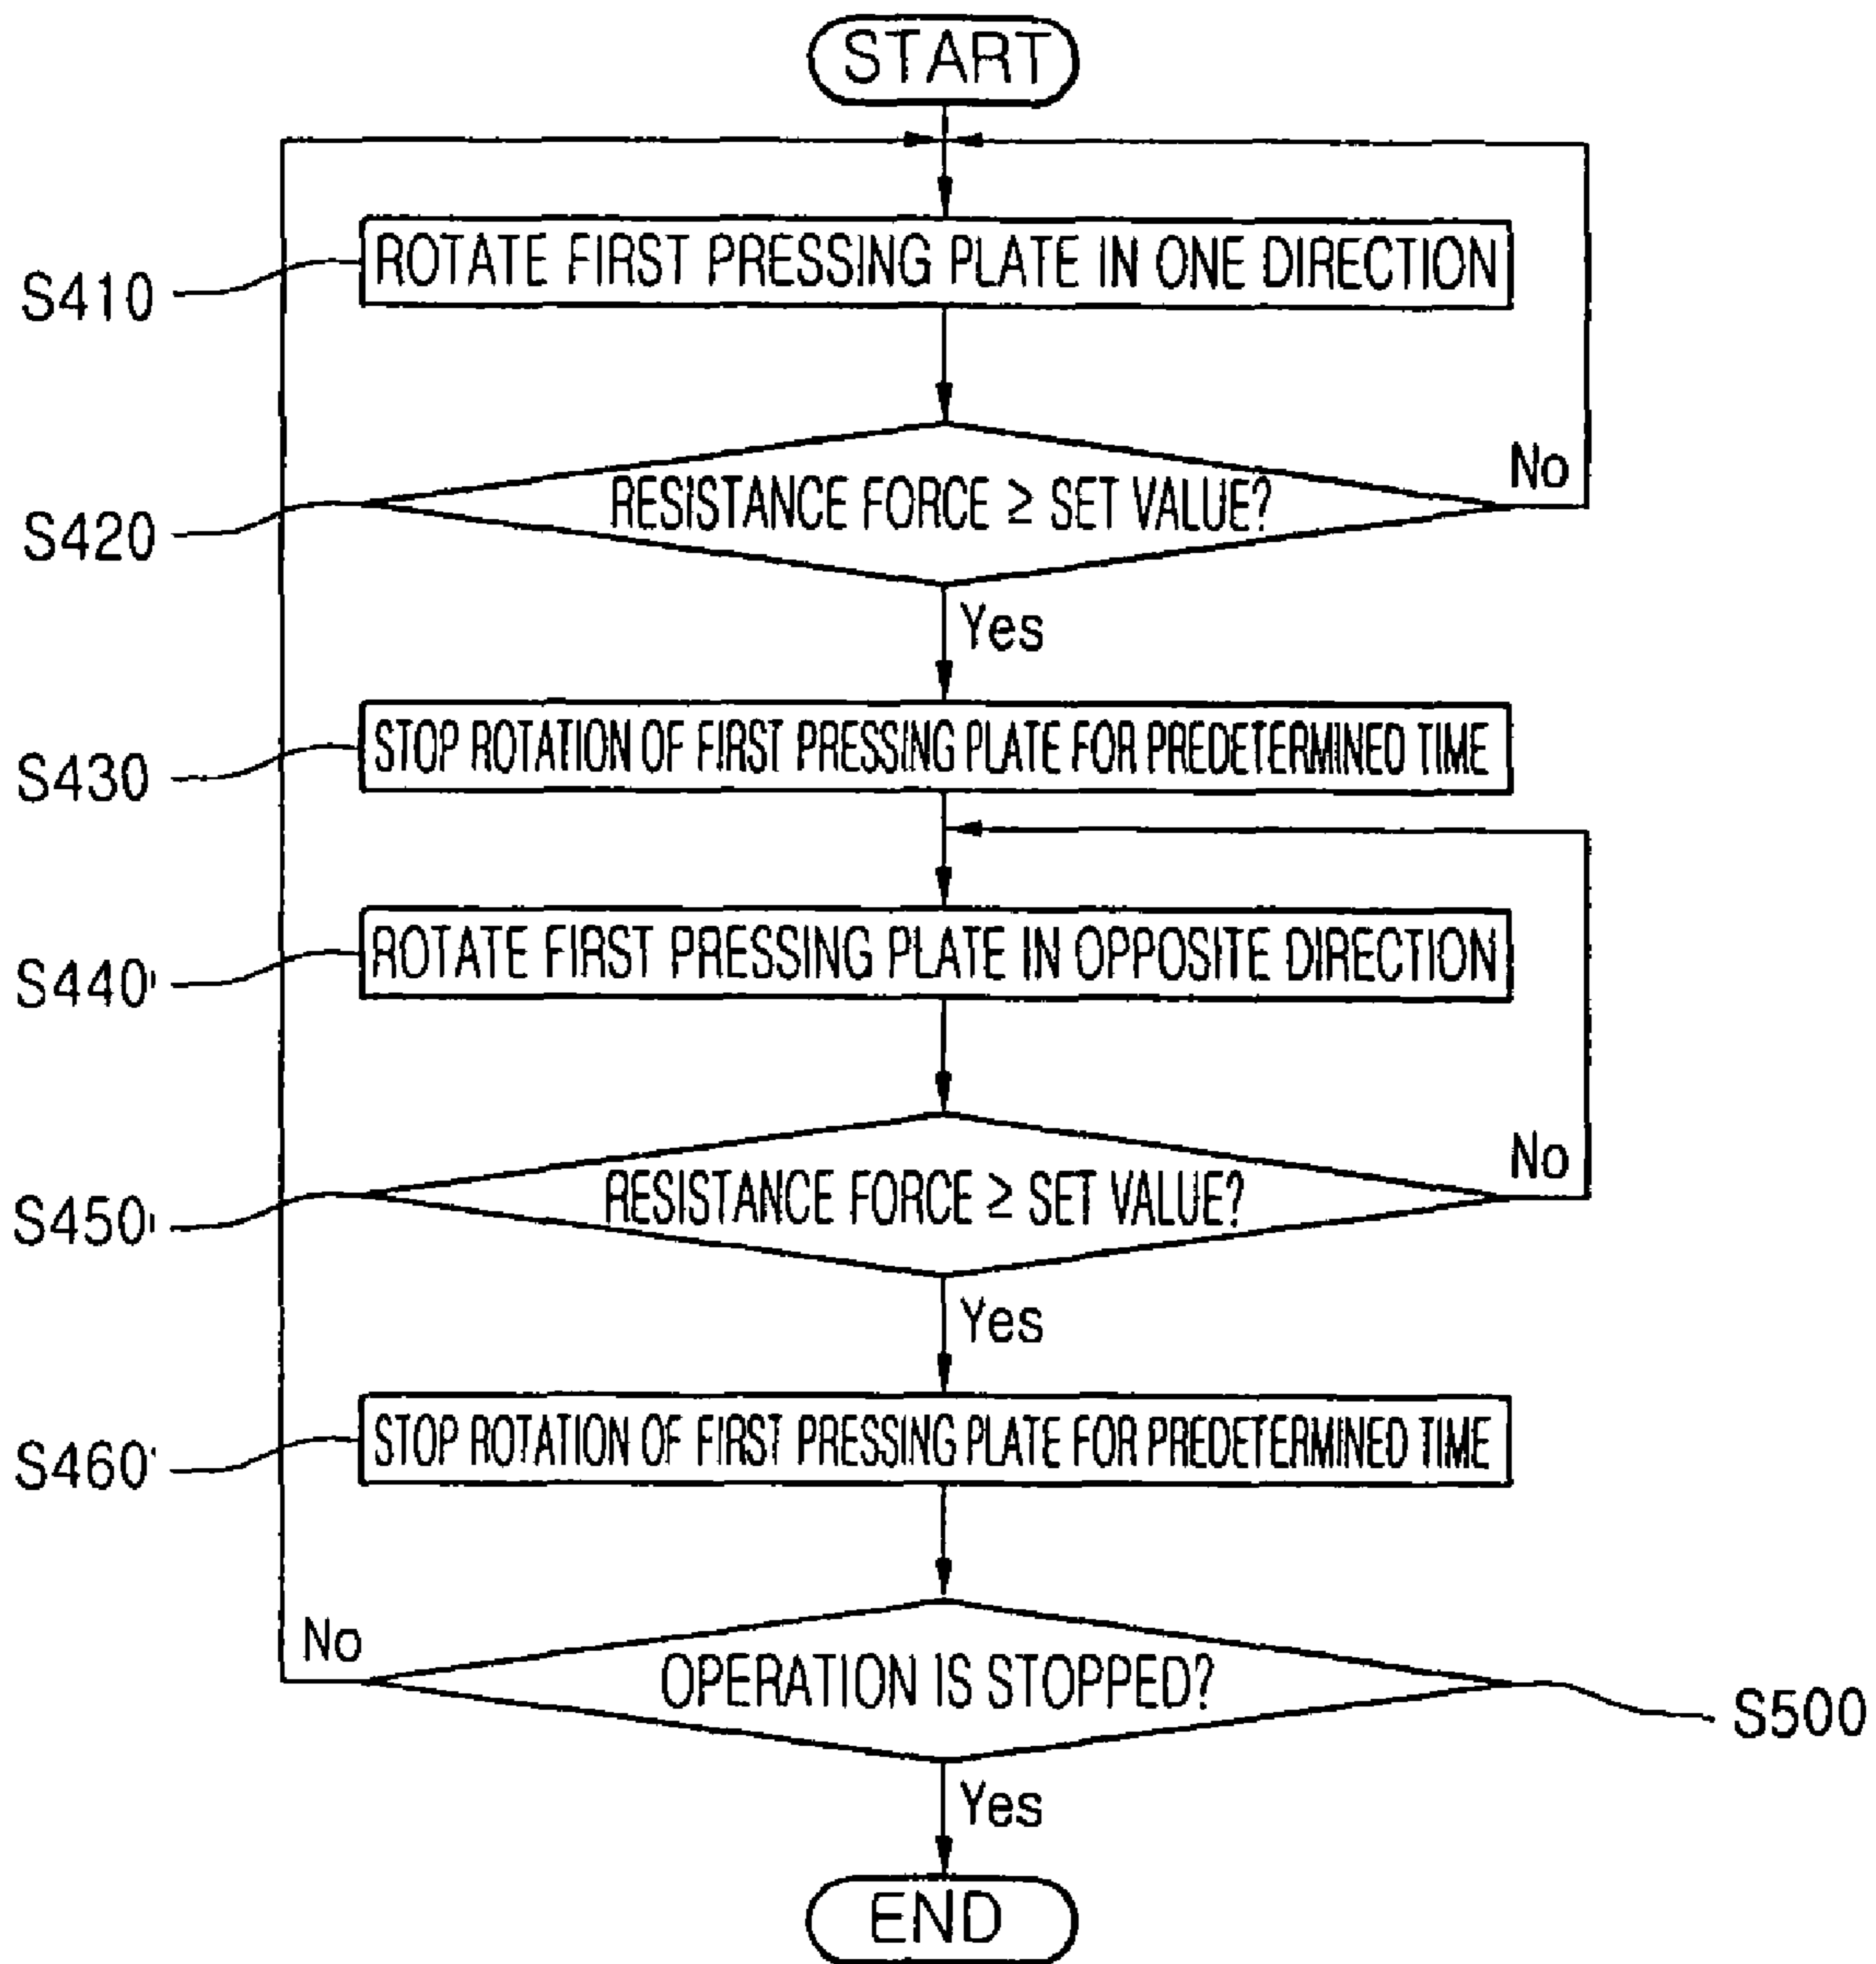 START
S410
ROTATE FIRST PRESSING PLATE IN ONE DIRECTION
S420
RESISTANCE FORCE ≥ SET VALUE?
No
Yes
S430
STOP ROTATION OF FIRST PRESSING PLATE FOR PREDETERMINED TIME
S440
ROTATE FIRST PRESSING PLATE IN OPPOSITE DIRECTION
S450
RESISTANCE FORCE ≥ SET VALUE?
No
Yes
S460
STOP ROTATION OF FIRST PRESSING PLATE FOR PREDETERMINED TIME
No
OPERATION IS STOPPED?
S500
Yes
END